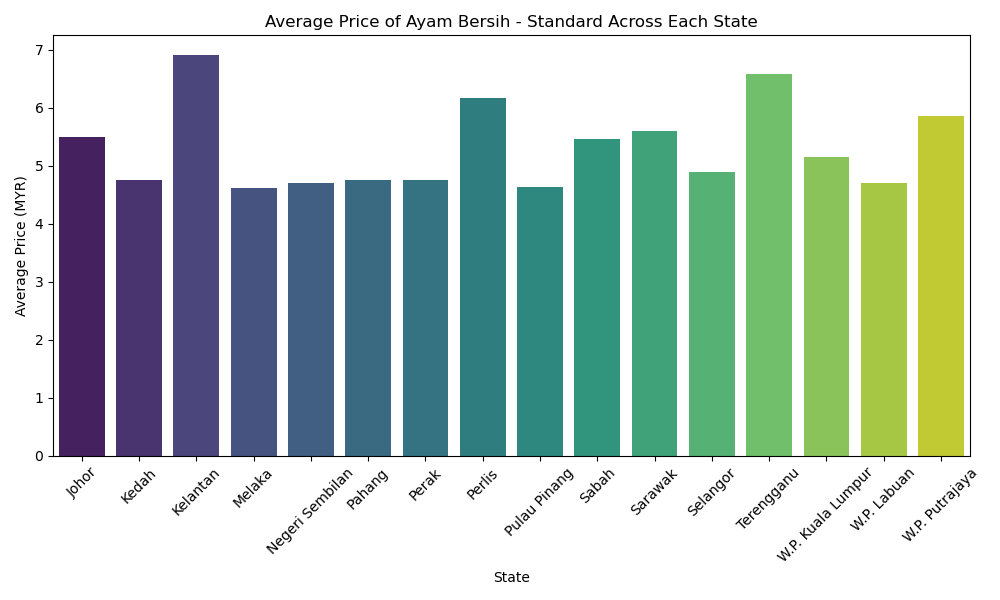 Average Price of Ayam Bersih - Standard Across Each State
Average Price (MYR)
7
6
5
4
3
2
1
0
Johor
Kedah
Kelantan
Melaka
Negeri Sembilan
Pahang
Perak
Perlis
Pulau Pinang
Sabah
Sarawak
Selangor
Terengganu
W.P. Kuala Lumpur
W.P. Labuan
W.P. Putrajaya
State